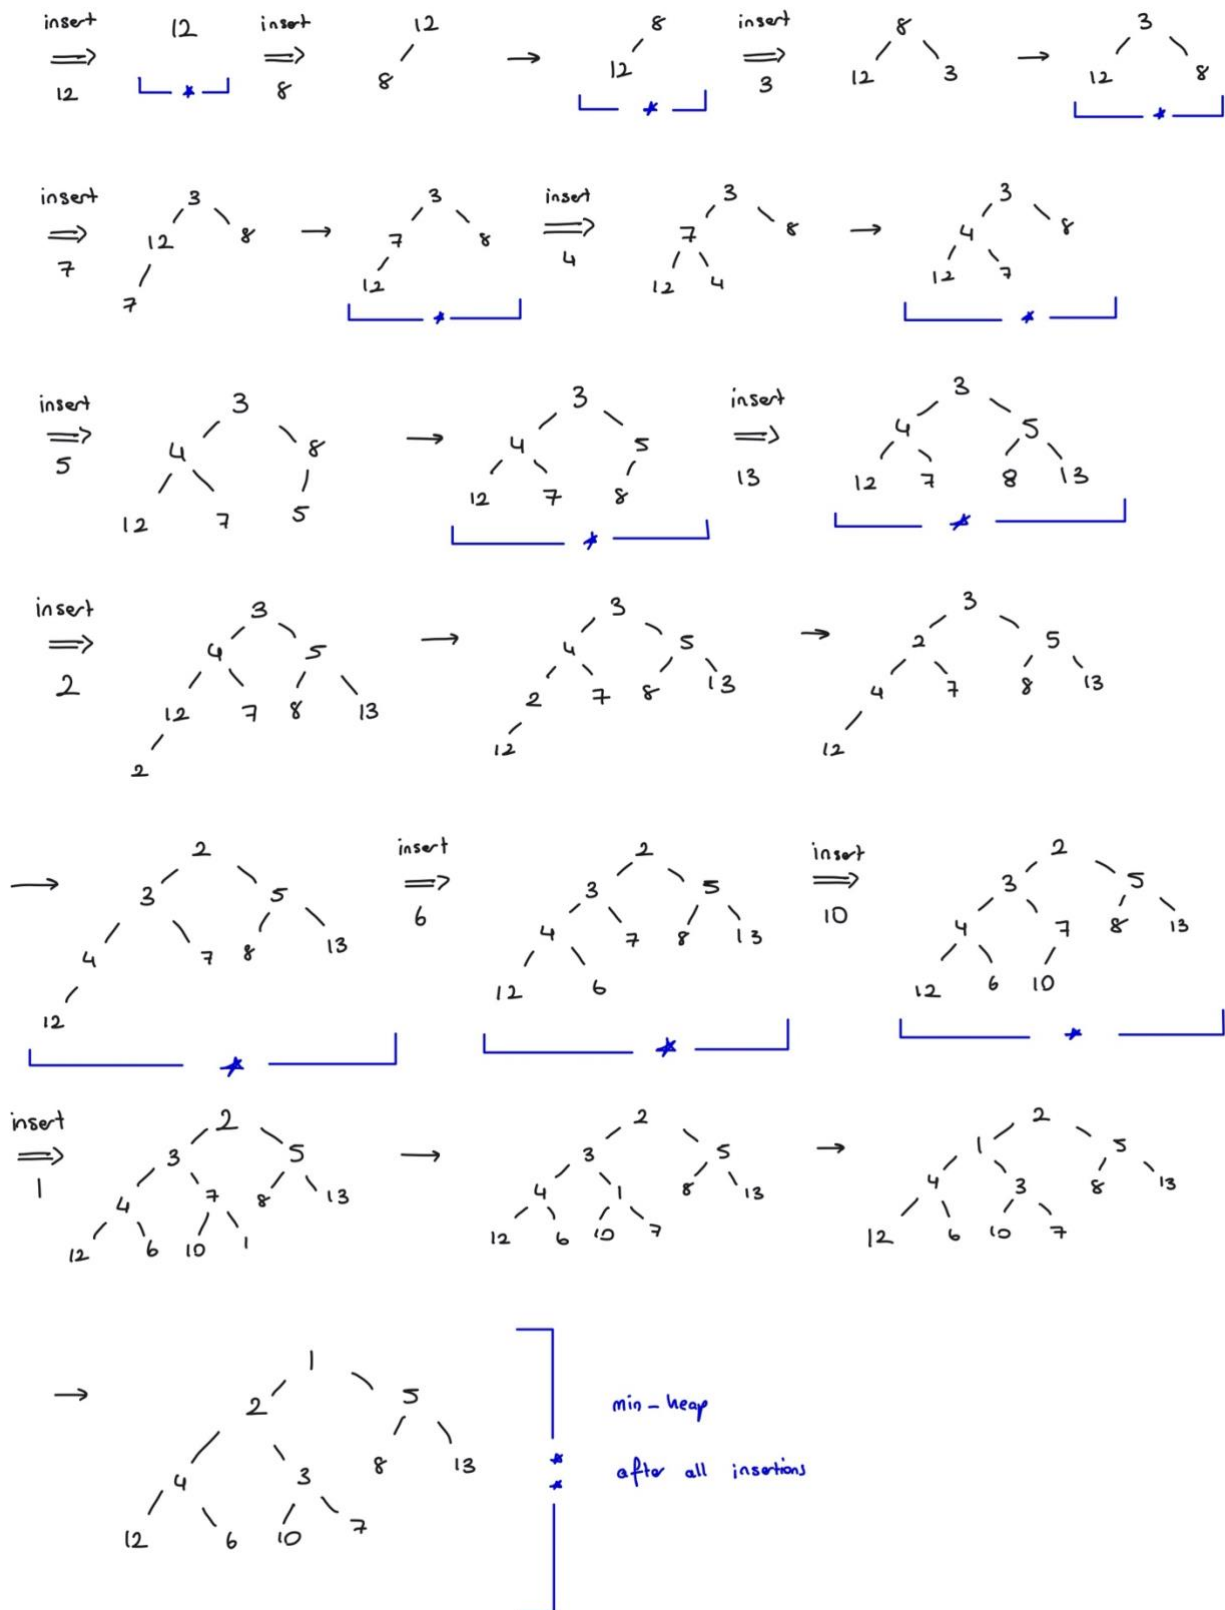 insert 12 insert 12 8 insert 8 3
12 8 8 12 3 12 3 12 8
insert 3 3 insert 3 3
7 12 8 7 8 4 7 8 4 8
7 12 12 4 12 7
insert 3 3 insert 3
5 4 8 4 5 13 4 5
12 7 5 12 7 8 12 7 8 13
insert 3 3 3
2 4 5 4 5 2 5
12 7 8 13 2 7 8 13 4 7 8 13
2 12 12
2 insert 2 insert 2
3 5 6 3 5 10 3 5
4 7 8 13 4 7 8 13 4 7 8 13
12 12 6 12 6 10
insert 2 2 2
1 3 5 3 5 1 5
4 7 8 13 4 1 8 13 4 3 8 13
12 6 10 1 12 6 10 7 12 6 10 7
1
2 5 min-heap
4 3 8 13 after all insertions
12 6 10 7